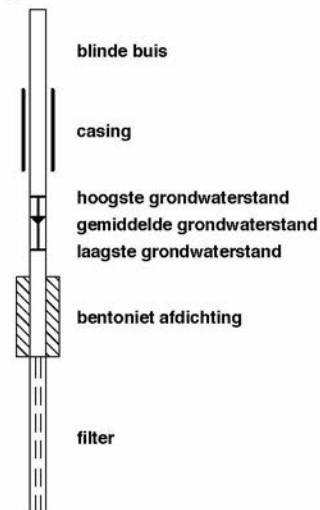 blinde buis
casing
hoogste grondwaterstand
gemiddelde grondwaterstand
laagste grondwaterstand
bentoniet afdichting
filter